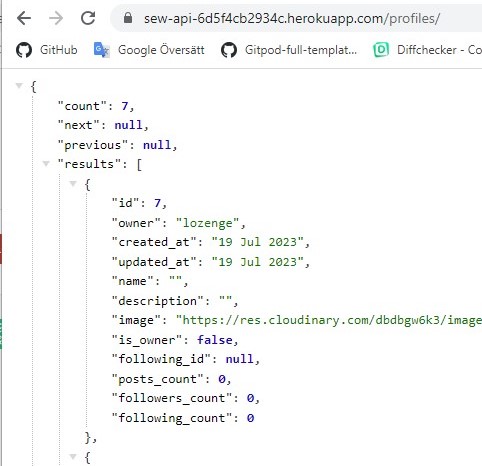 sew-api-6d5f4cb2934c.herokuapp.com/profiles/
GitHub Google Översätt Gitpod-full-templat... Diffchecker - Co
{
"count": 7,
"next": null,
"previous": null,
"results": [
{
"id": 7,
"owner": "lozenge",
"created_at": "19 Jul 2023",
"updated_at": "19 Jul 2023",
"name": "",
"description": "",
"image": "https://res.cloudinary.com/dbdbgw6k3/image
"is_owner": false,
"following_id": null,
"posts_count": 0,
"followers_count": 0,
"following_count": 0
},
{